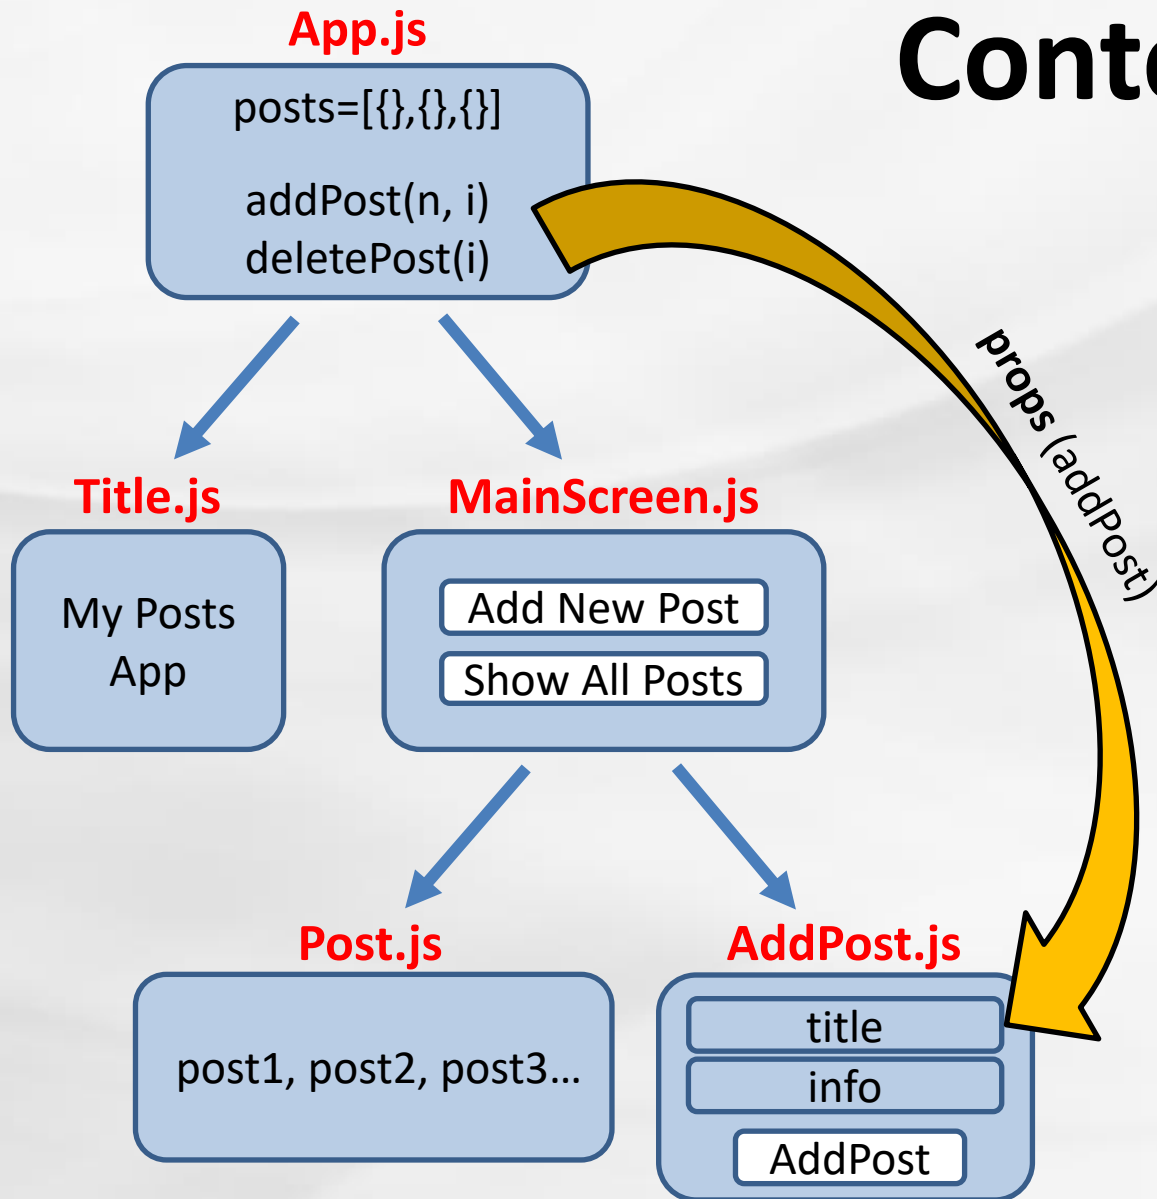 App.js
posts=[{},{},{}]
addPost(n, i)
deletePost(i)
props (addPost)
Title.js
My Posts
App
MainScreen.js
Add New Post
Show All Posts
Post.js
post1, post2, post3…
AddPost.js
title
info
AddPost